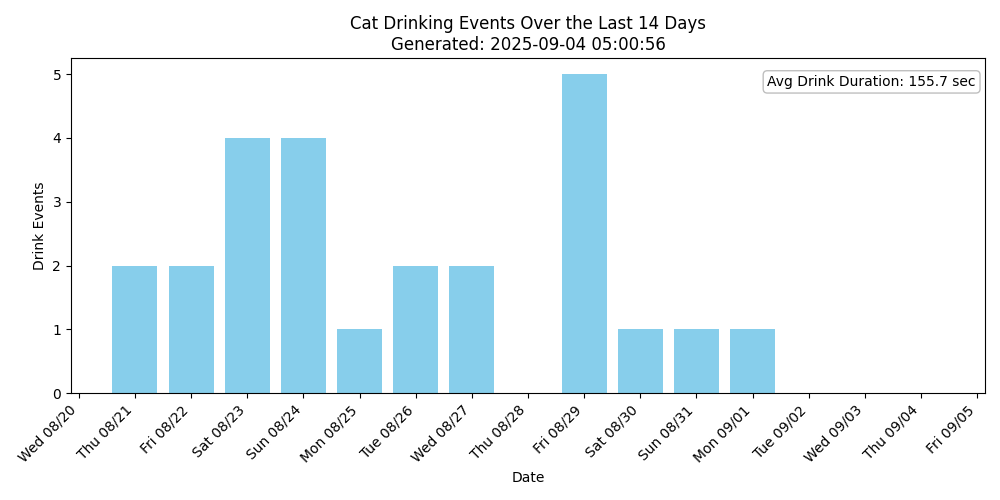 Cat Drinking Events Over the Last 14 Days
Generated: 2025-09-04 05:00:56
Avg Drink Duration: 155.7 sec
Drink Events
5
4
3
2
1
0
Wed 08/20
Thu 08/21
Fri 08/22
Sat 08/23
Sun 08/24
Mon 08/25
Tue 08/26
Wed 08/27
Thu 08/28
Fri 08/29
Sat 08/30
Sun 08/31
Mon 09/01
Tue 09/02
Wed 09/03
Thu 09/04
Fri 09/05
Date